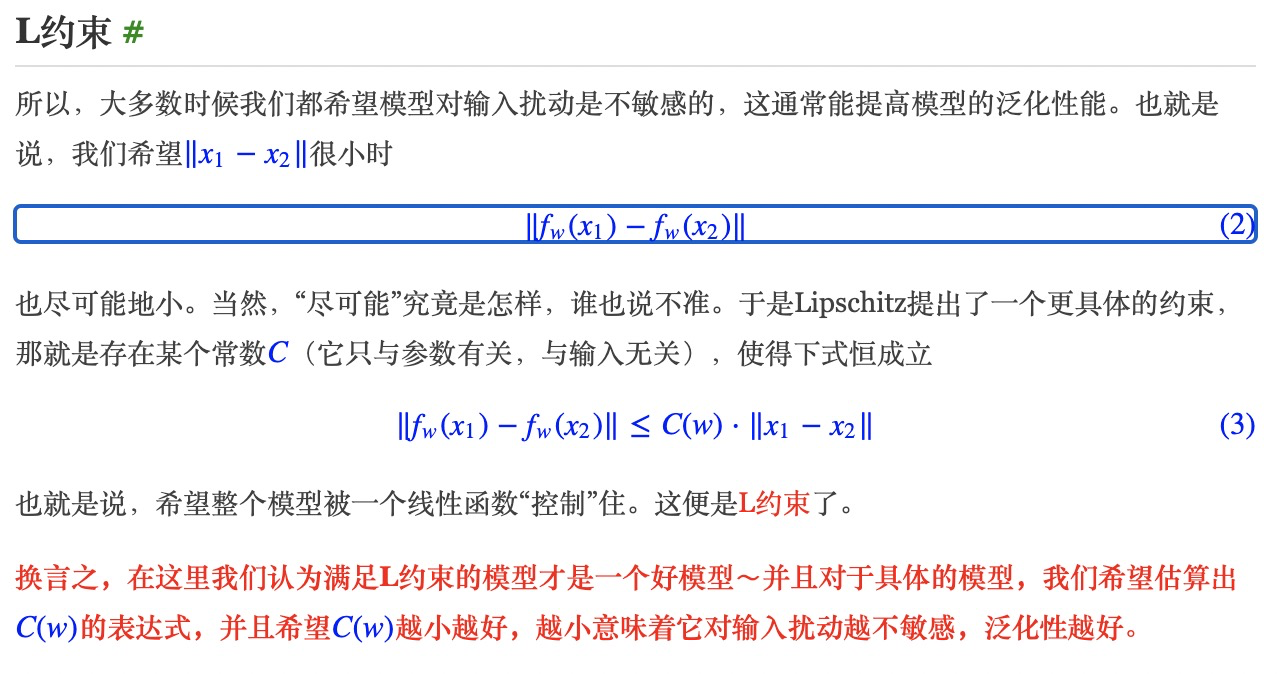 L约束 #
所以，大多数时候我们都希望模型对输入扰动是不敏感的，这通常能提高模型的泛化性能。也就是
说，我们希望‖x₁ − x₂‖很小时
‖f_w(x₁) − f_w(x₂)‖ (2)
也尽可能地小。当然，“尽可能”究竟是怎样，谁也说不准。于是Lipschitz提出了一个更具体的约束，
那就是存在某个常数C（它只与参数有关，与输入无关），使得下式恒成立
‖f_w(x₁) − f_w(x₂)‖ ≤ C(w) · ‖x₁ − x₂‖ (3)
也就是说，希望整个模型被一个线性函数“控制”住。这便是L约束了。
换言之，在这里我们认为满足L约束的模型才是一个好模型～并且对于具体的模型，我们希望估算出
C(w)的表达式，并且希望C(w)越小越好，越小意味着它对输入扰动越不敏感，泛化性越好。